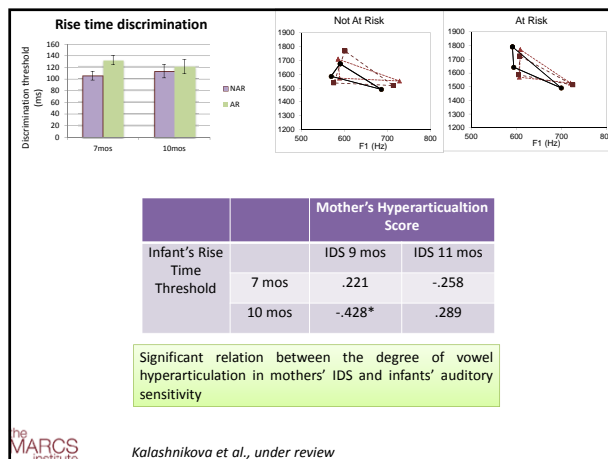 Rise time discrimination
Discrimination threshold
(ms)
160
140
120
100
80
60
40
20
0
7mos
10mos
NAR
AR
Not At Risk
1900
1800
1700
1600
1500
1400
1300
1200
500
600
700
800
F1 (Hz)
At Risk
1900
1800
1700
1600
1500
1400
1300
1200
500
600
700
800
F1 (Hz)
Mother's Hyperarticualtion
Score
Infant's Rise
Time
Threshold
IDS 9 mos
IDS 11 mos
7 mos
.221
-.258
10 mos
-.428*
.289
Significant relation between the degree of vowel
hyperarticulation in mothers' IDS and infants' auditory
sensitivity
the
MARCS
institute
Kalashnikova et al., under review